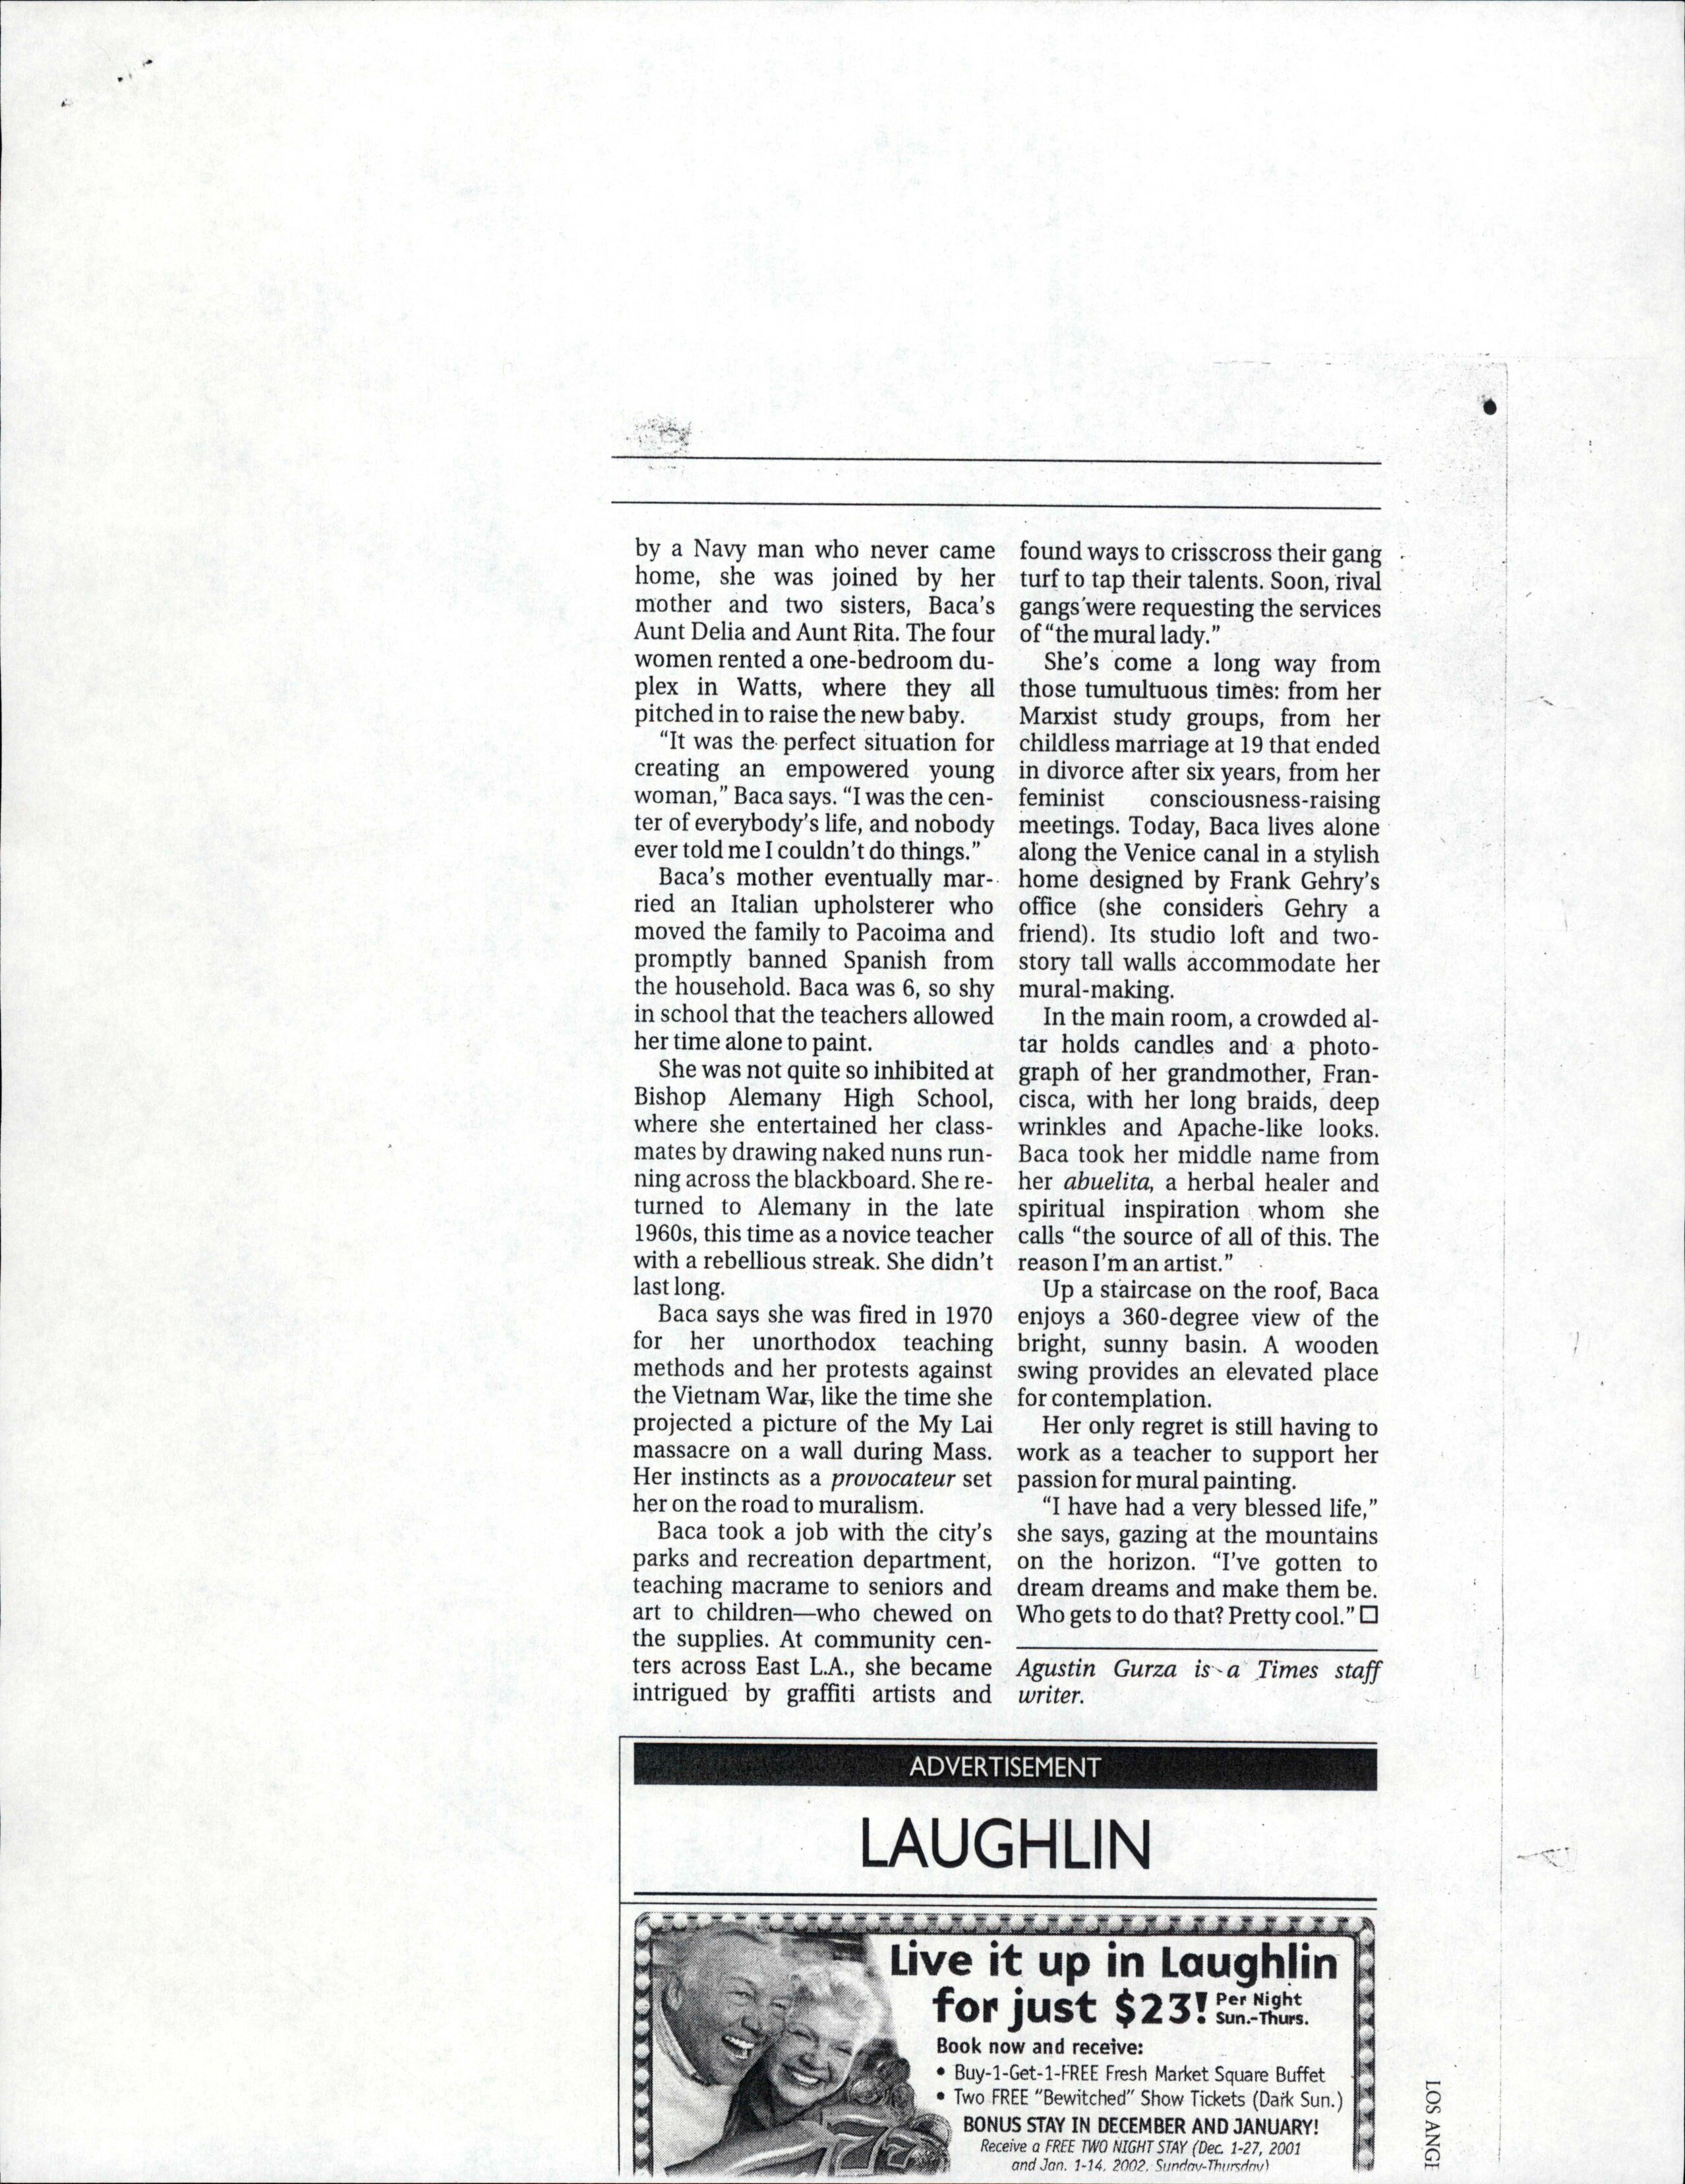 by a Navy man who never came
home, she was joined by her
mother and two sisters, Baca's
Aunt Delia and Aunt Rita. The four
women rented a one-bedroom du-
plex in Watts, where they all
pitched in to raise the new baby.
"It was the perfect situation for
creating an empowered young
woman," Baca says. "I was the cen-
ter of everybody's life, and nobody
ever told me I couldn't do things."
Baca's mother eventually mar-
ried an Italian upholsterer who
moved the family to Pacoima and
promptly banned Spanish from
the household. Baca was 6, so shy
in school that the teachers allowed
her time alone to paint.
She was not quite so inhibited at
Bishop Alemany High School,
where she entertained her class-
mates by drawing naked nuns run-
ning across the blackboard. She re-
turned to Alemany in the late
1960s, this time as a novice teacher
with a rebellious streak. She didn't
last long.
Baca says she was fired in 1970
for her unorthodox teaching
methods and her protests against
the Vietnam War, like the time she
projected a picture of the My Lai
massacre on a wall during Mass.
Her instincts as a provocateur set
her on the road to muralism.
Baca took a job with the city's
parks and recreation department,
teaching macrame to seniors and
art to children—who chewed on
the supplies. At community cen-
ters across East L.A., she became
intrigued by graffiti artists and
found ways to crisscross their gang
turf to tap their talents. Soon, rival
gangs were requesting the services
of "the mural lady."
She's come a long way from
those tumultuous times: from her
Marxist study groups, from her
childless marriage at 19 that ended
in divorce after six years, from her
feminist consciousness-raising
meetings. Today, Baca lives alone
along the Venice canal in a stylish
home designed by Frank Gehry's
office (she considers Gehry a
friend). Its studio loft and two-
story tall walls accommodate her
mural-making.
In the main room, a crowded al-
tar holds candles and a photo-
graph of her grandmother, Fran-
cisca, with her long braids, deep
wrinkles and Apache-like looks.
Baca took her middle name from
her abuelita, a herbal healer and
spiritual inspiration whom she
calls "the source of all of this. The
reason I'm an artist."
Up a staircase on the roof, Baca
enjoys a 360-degree view of the
bright, sunny basin. A wooden
swing provides an elevated place
for contemplation.
Her only regret is still having to
work as a teacher to support her
passion for mural painting.
"I have had a very blessed life,"
she says, gazing at the mountains
on the horizon. "I've gotten to
dream dreams and make them be.
Who gets to do that? Pretty cool." □
Agustin Gurza is a Times staff
writer.
ADVERTISEMENT
LAUGHLIN
Live it up in Laughlin
for just $23! Per Night
Sun.-Thurs.
Book now and receive:
• Buy-1-Get-1-FREE Fresh Market Square Buffet
• Two FREE "Bewitched" Show Tickets (Dark Sun.)
BONUS STAY IN DECEMBER AND JANUARY!
Receive a FREE TWO NIGHT STAY (Dec. 1-27, 2001
and Jan. 1-14, 2002, Sunday-Thursday)
77
LOS ANGE